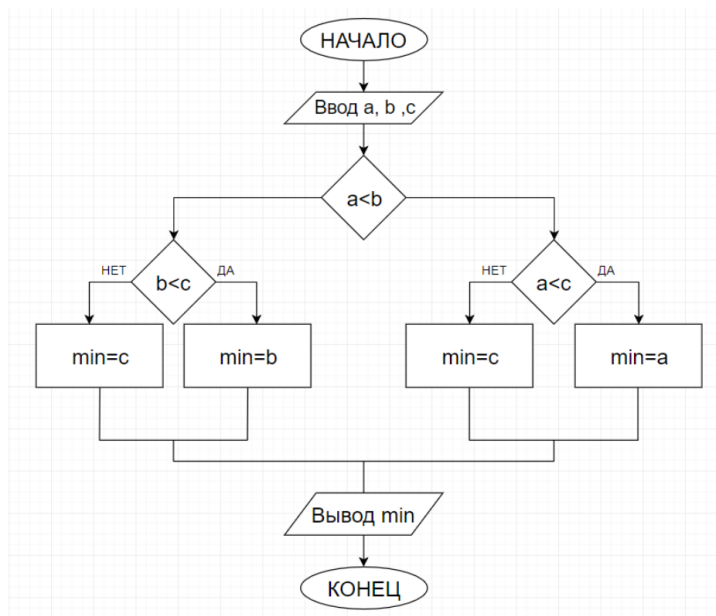 НАЧАЛО
Ввод a, b ,c
a<b
НЕТ
b<c
ДА
НЕТ
a<c
ДА
min=c
min=b
min=c
min=a
Вывод min
КОНЕЦ